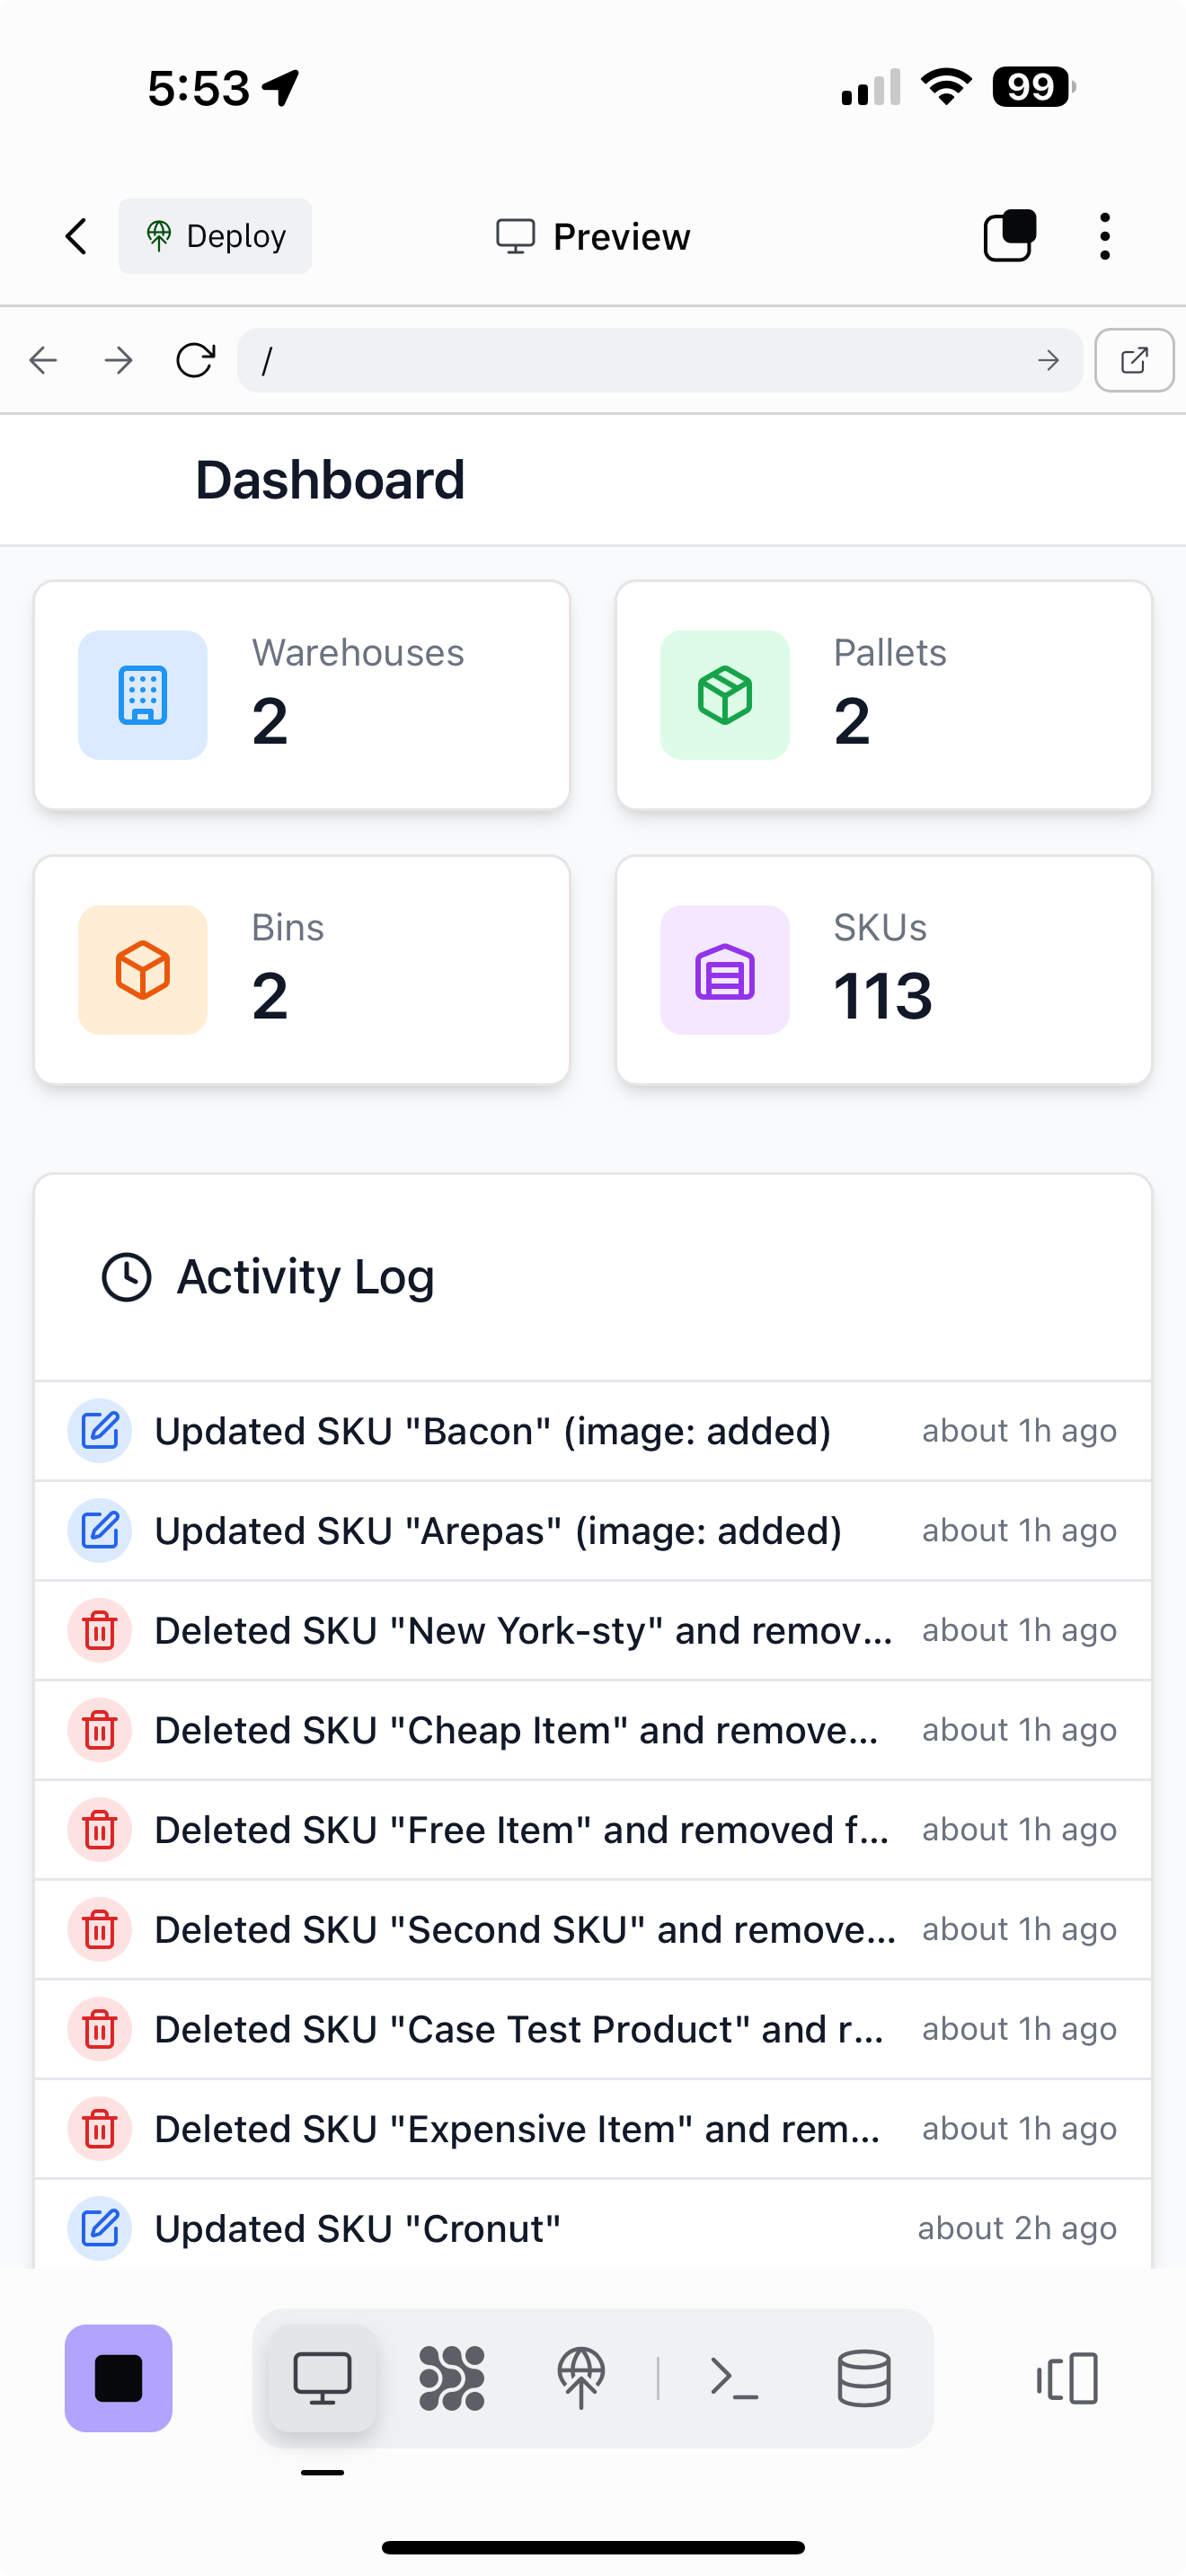 5:53
99
Deploy
Preview
/
Dashboard
Warehouses
2
Pallets
2
Bins
2
SKUs
113
Activity Log
Updated SKU "Bacon" (image: added) about 1h ago
Updated SKU "Arepas" (image: added) about 1h ago
Deleted SKU "New York-sty" and remov... about 1h ago
Deleted SKU "Cheap Item" and remove... about 1h ago
Deleted SKU "Free Item" and removed f... about 1h ago
Deleted SKU "Second SKU" and remove... about 1h ago
Deleted SKU "Case Test Product" and r... about 1h ago
Deleted SKU "Expensive Item" and rem... about 1h ago
Updated SKU "Cronut" about 2h ago